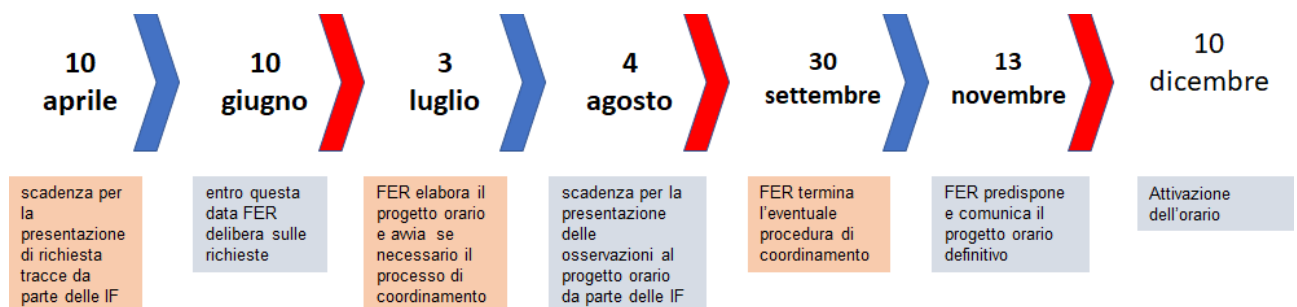 10
aprile
10
giugno
3
luglio
4
agosto
30
settembre
13
novembre
10
dicembre
scadenza per
la
presentazione
di richiesta
tracce da
parte delle IF
entro questa
data FER
delibera sulle
richieste
FER elabora il
progetto orario
e avvia se
necessario il
processo di
coordinamento
scadenza per la
presentazione
delle
osservazioni al
progetto orario
da parte delle IF
FER termina
l'eventuale
procedura di
coordinamento
FER predispone
e comunica il
progetto orario
definitivo
Attivazione
dell'orario